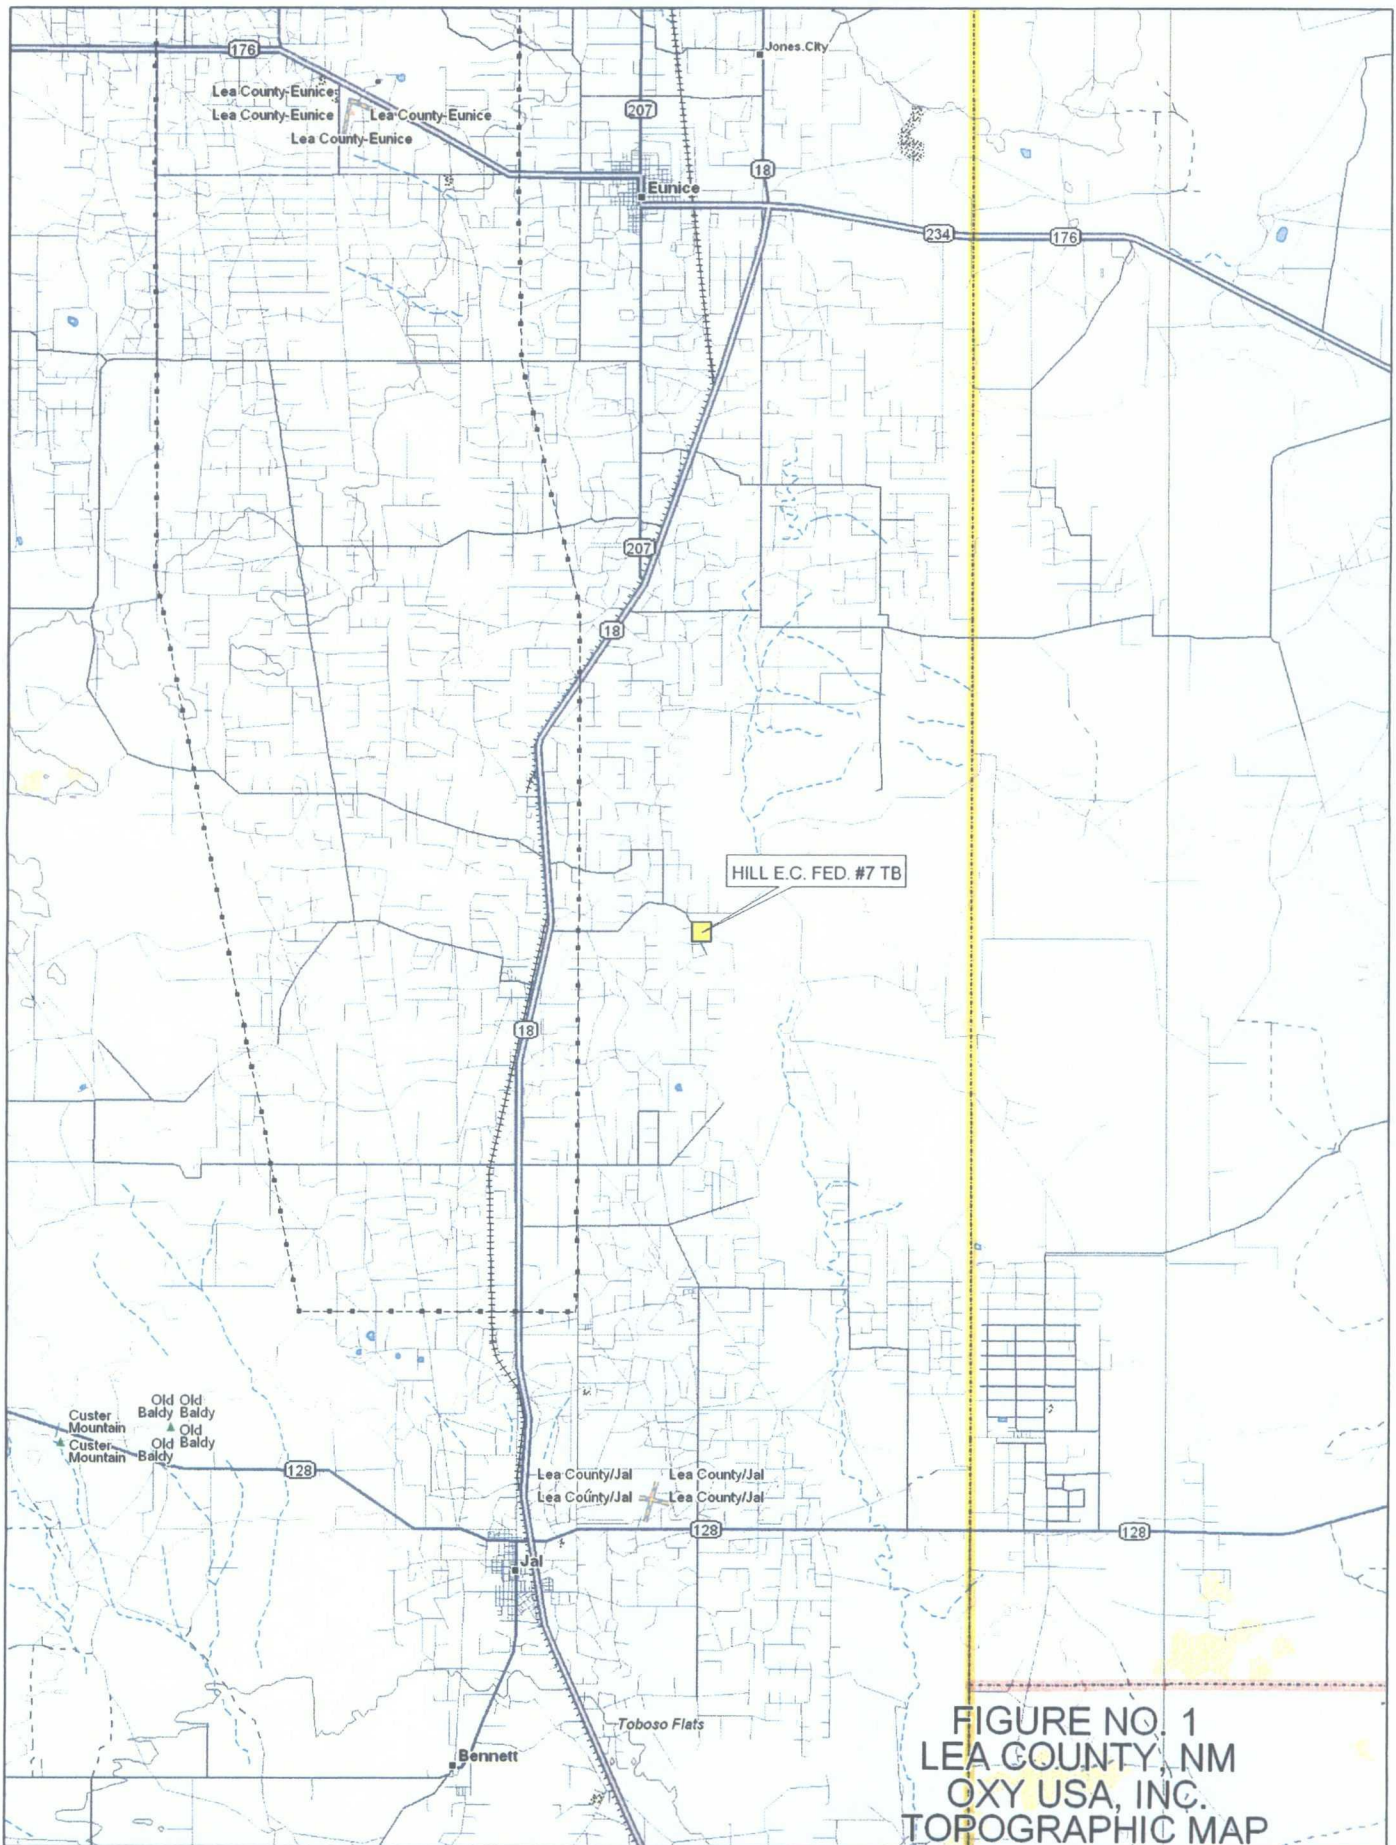 176
Jones City
Lea County-Eunice
Lea County-Eunice
Lea County-Eunice
Lea County-Eunice
207
18
Eunice
234
176
207
18
HILL E.C. FED. #7 TB
18
Custer
Mountain
Custer
Mountain
Old
Baldy
Old
Baldy
Old
Baldy
Old
Baldy
128
Lea County/Jal
Lea County/Jal
Lea County/Jal
Lea County/Jal
128
128
Jal
Toboso Flats
Bennett
FIGURE NO. 1
LEA COUNTY, NM
OXY USA, INC.
TOPOGRAPHIC MAP